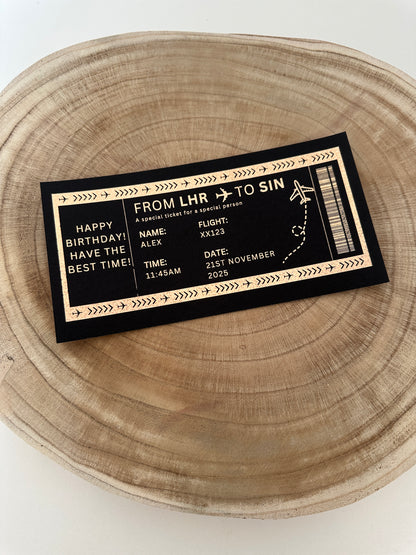 HAPPY
BIRTHDAY!
HAVE THE
BEST TIME!
FROM LHR TO SIN
A special ticket for a special person
NAME:
ALEX
FLIGHT:
XX123
TIME:
11:45AM
DATE:
21ST NOVEMBER
2025